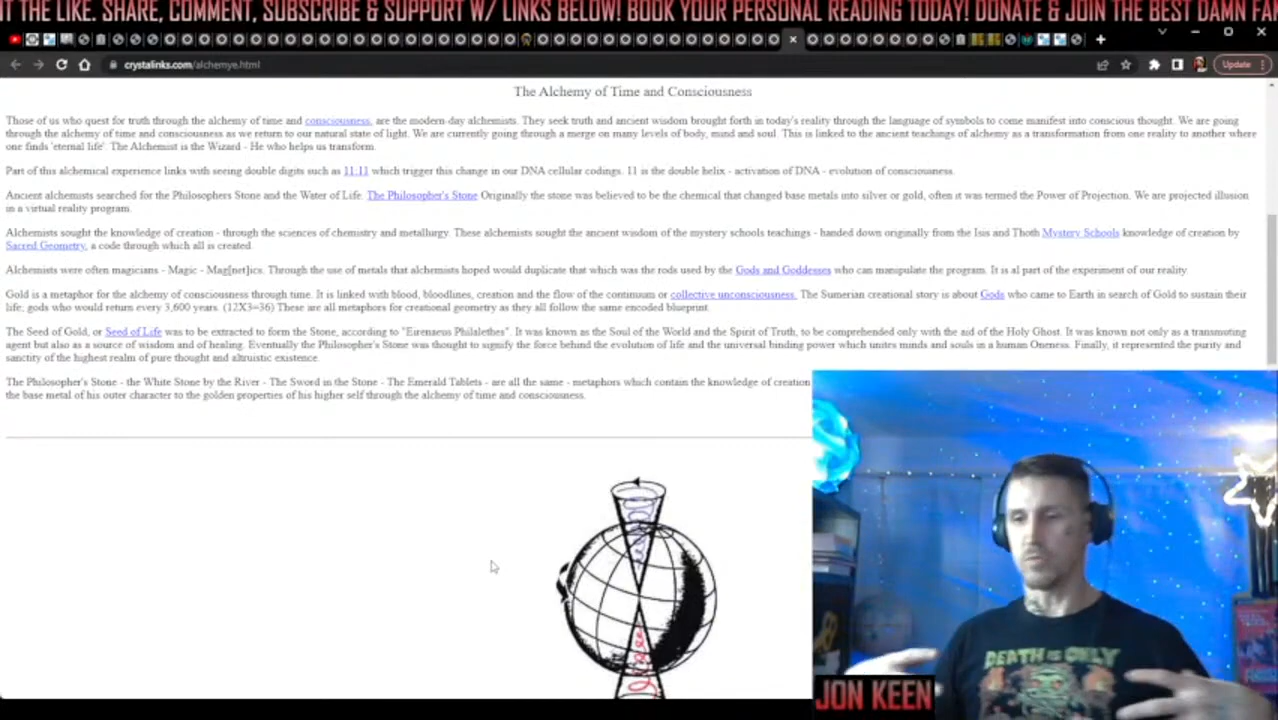 IT THE LIKE. SHARE, COMMENT, SUBSCRIBE & SUPPORT W/ LINKS BELOW! BOOK YOUR PERSONAL READING TODAY! DONATE & JOIN THE BEST DAMN FA
crystalinks.com/alchemye.html
Update
The Alchemy of Time and Consciousness
Those of us who quest for truth through the alchemy of time and consciousness, are the modern-day alchemists. They seek truth and ancient wisdom brought forth in today's reality through the language of symbols to come manifest into conscious thought. We are going
through the alchemy of time and consciousness as we return to our natural state of light. We are currently going through a merge on many levels of body, mind and soul. This is linked to the ancient teachings of alchemy as a transformation from one reality to another where
one finds 'eternal life'. The Alchemist is the Wizard - He who helps us transform.
Part of this alchemical experience links with seeing double digits such as 11:11 which trigger this change in our DNA cellular codings. 11 is the double helix - activation of DNA - evolution of consciousness.
Ancient alchemists searched for the Philosophers Stone and the Water of Life. The Philosopher's Stone Originally the stone was believed to be the chemical that changed base metals into silver or gold, often it was termed the Power of Projection. We are projected illusion
in a virtual reality program.
Alchemists sought the knowledge of creation - through the sciences of chemistry and metallurgy. These alchemists sought the ancient wisdom of the mystery schools teachings - handed down originally from the Isis and Thoth Mystery Schools knowledge of creation by
Sacred Geometry, a code through which all is created.
Alchemists were often magicians - Magic - Mag[net]ics. Through the use of metals that alchemists hoped would duplicate that which was the rods used by the Gods and Goddesses who can manipulate the program. It is al part of the experiment of our reality.
Gold is a metaphor for the alchemy of consciousness through time. It is linked with blood, bloodlines, creation and the flow of the continuum or collective unconsciousness. The Sumerian creational story is about Gods who came to Earth in search of Gold to sustain their
life; gods who would return every 3,600 years. (12X3=36) These are all metaphors for creational geometry as they all follow the same encoded blueprint.
The Seed of Gold, or Seed of Life was to be extracted to form the Stone, according to "Eurenaeus Philalethes". It was known as the Soul of the World and the Spirit of Truth, to be comprehended only with the aid of the Holy Ghost. It was known not only as a transmuting
agent but also as a source of wisdom and of healing. Eventually the Philosopher's Stone was thought to signify the force behind the evolution of life and the universal binding power which unites minds and souls in a human Oneness. Finally, it represented the purity and
sanctity of the highest realm of pure thought and altruistic existence.
The Philosopher's Stone - the White Stone by the River - The Sword in the Stone - The Emerald Tablets - are all the same - metaphors which contain the knowledge of creation
the base metal of his outer character to the golden properties of his higher self through the alchemy of time and consciousness.
DEATH IS ONLY
JON KEEN